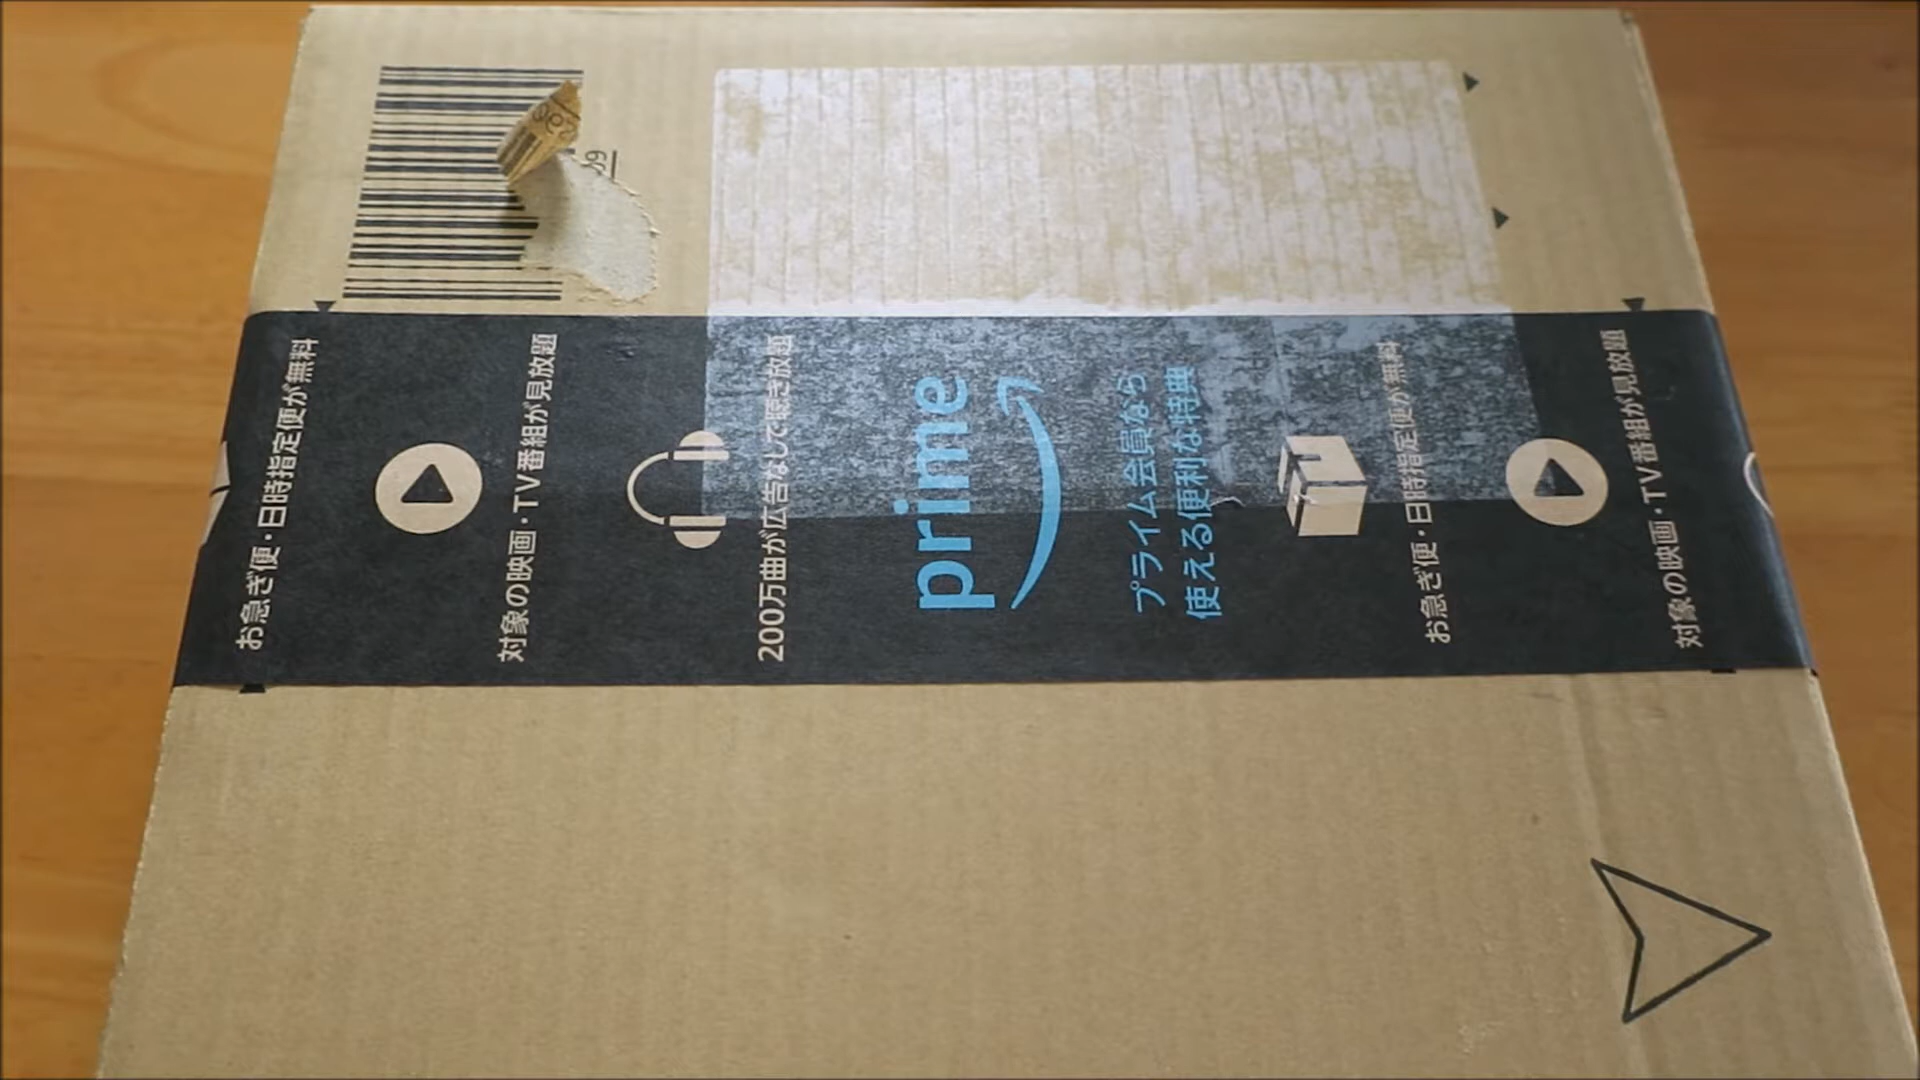 お急ぎ便・日時指定便が無料
対象の映画・TV番組が見放題
200万曲が広告なしで聴き放題
prime
プライム会員なら
使える便利な特典
お急ぎ便・日時指定便が無料
対象の映画・TV番組が見放題